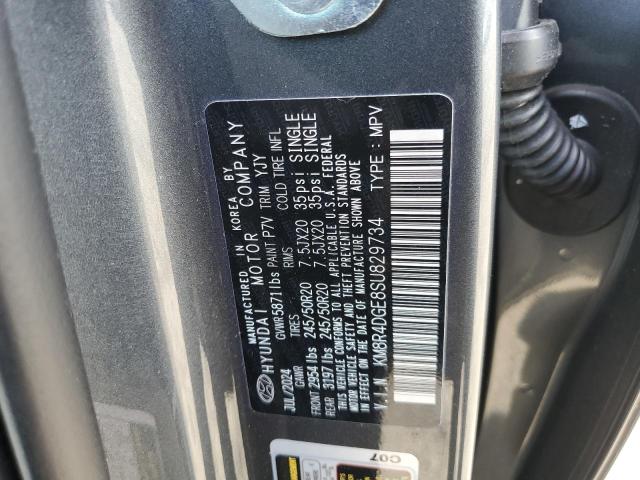 MANUFACTURED IN KOREA BY
HYUNDAI MOTOR COMPANY
JUL/2024 GVWR 5871lbs PAINT P7V TRIM YJY
GAWR TIRES RIMS COLD TIRE INFL
FRONT 2954 lbs 245/50R20 7.5JX20 35psi SINGLE
REAR 3197 lbs 245/50R20 7.5JX20 35psi SINGLE
THIS VEHICLE CONFORMS TO ALL APPLICABLE U.S.A. FEDERAL
MOTOR VEHICLE SAFETY AND THEFT PREVENTION STANDARDS
IN EFFECT ON THE DATE OF MANUFACTURE SHOWN ABOVE
V.I.N. KM8R4DGE8SU829734 TYPE : MPV
C07